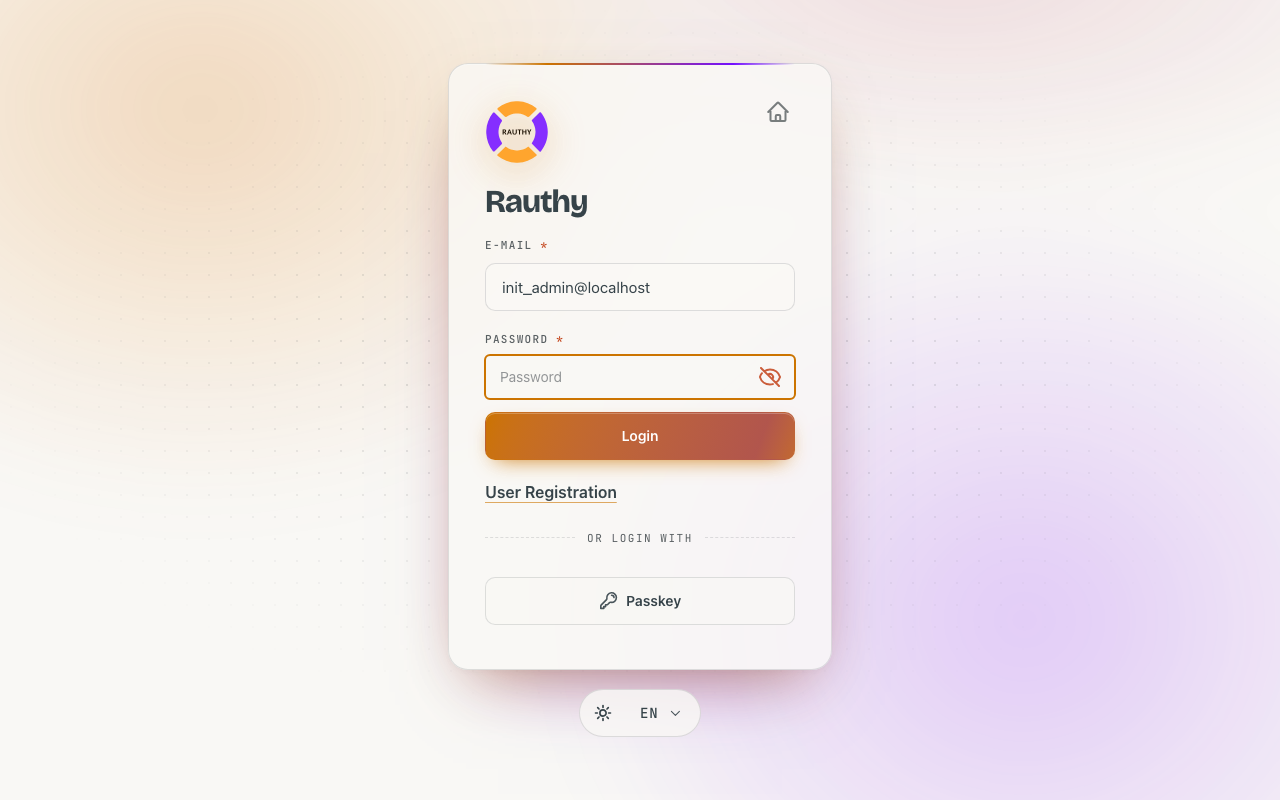 RAUTHY
Rauthy
E-MAIL *
init_admin@localhost
PASSWORD *
Password
Login
User Registration
OR LOGIN WITH
Passkey
EN